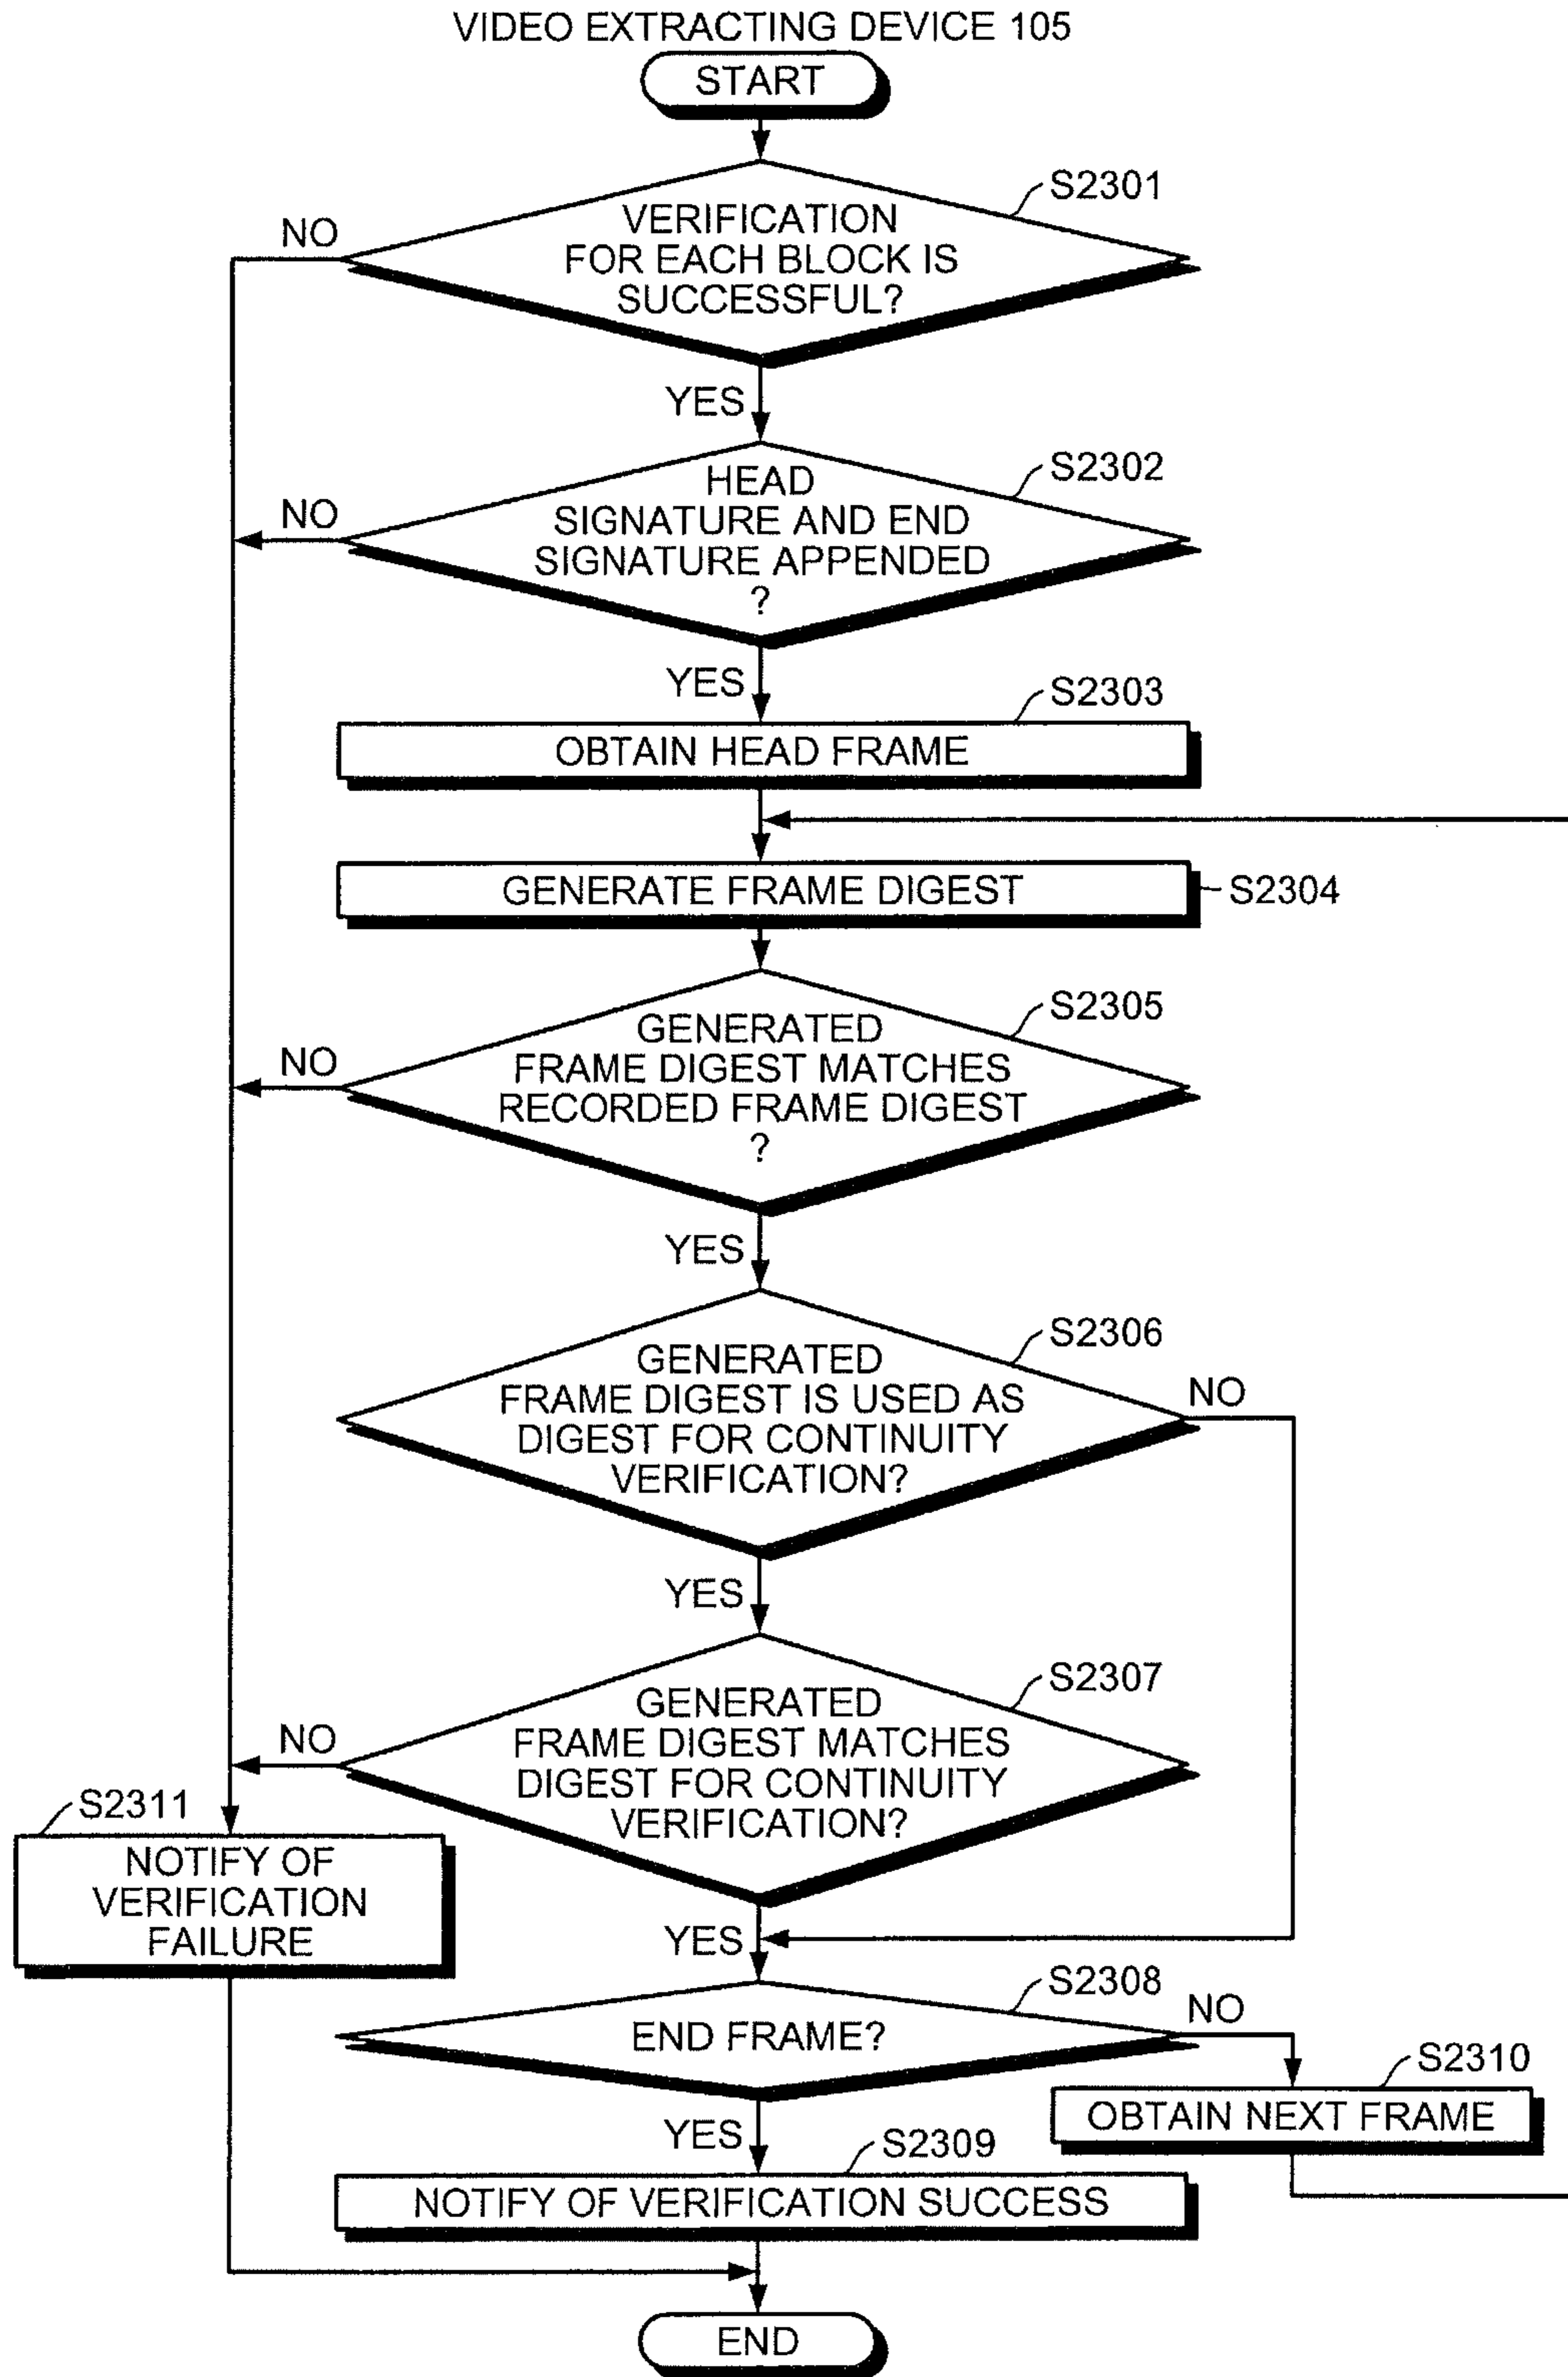 VIDEO EXTRACTING DEVICE 105
START
S2301
VERIFICATION
FOR EACH BLOCK IS
SUCCESSFUL?
NO
YES
S2302
HEAD
SIGNATURE AND END
SIGNATURE APPENDED
?
NO
YES
S2303
OBTAIN HEAD FRAME
GENERATE FRAME DIGEST
S2304
S2305
GENERATED
FRAME DIGEST MATCHES
RECORDED FRAME DIGEST
?
NO
YES
S2306
GENERATED
FRAME DIGEST IS USED AS
DIGEST FOR CONTINUITY
VERIFICATION?
NO
YES
S2307
GENERATED
FRAME DIGEST MATCHES
DIGEST FOR CONTINUITY
VERIFICATION?
NO
S2311
NOTIFY OF
VERIFICATION
FAILURE
YES
S2308
END FRAME?
NO
S2310
OBTAIN NEXT FRAME
YES
S2309
NOTIFY OF VERIFICATION SUCCESS
END